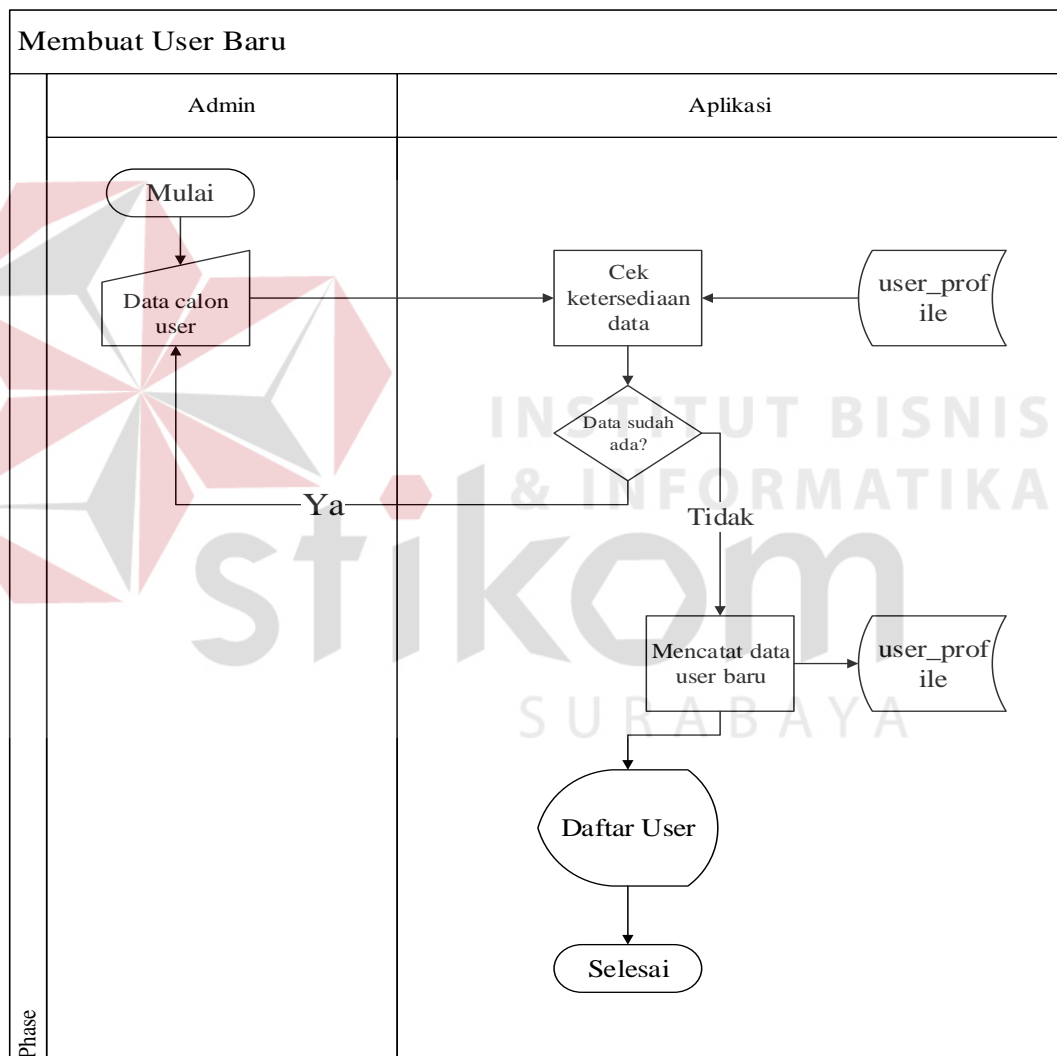 Membuat User Baru
Admin
Aplikasi
Mulai
Data calon
user
Cek
ketersediaan
data
user_prof
ile
Data sudah
ada?
Ya
Tidak
Mencatat data
user baru
user_prof
ile
Daftar User
Selesai
Phase
INSTITUT BISNIS
& INFORMATIKA
stikom
SURABAYA